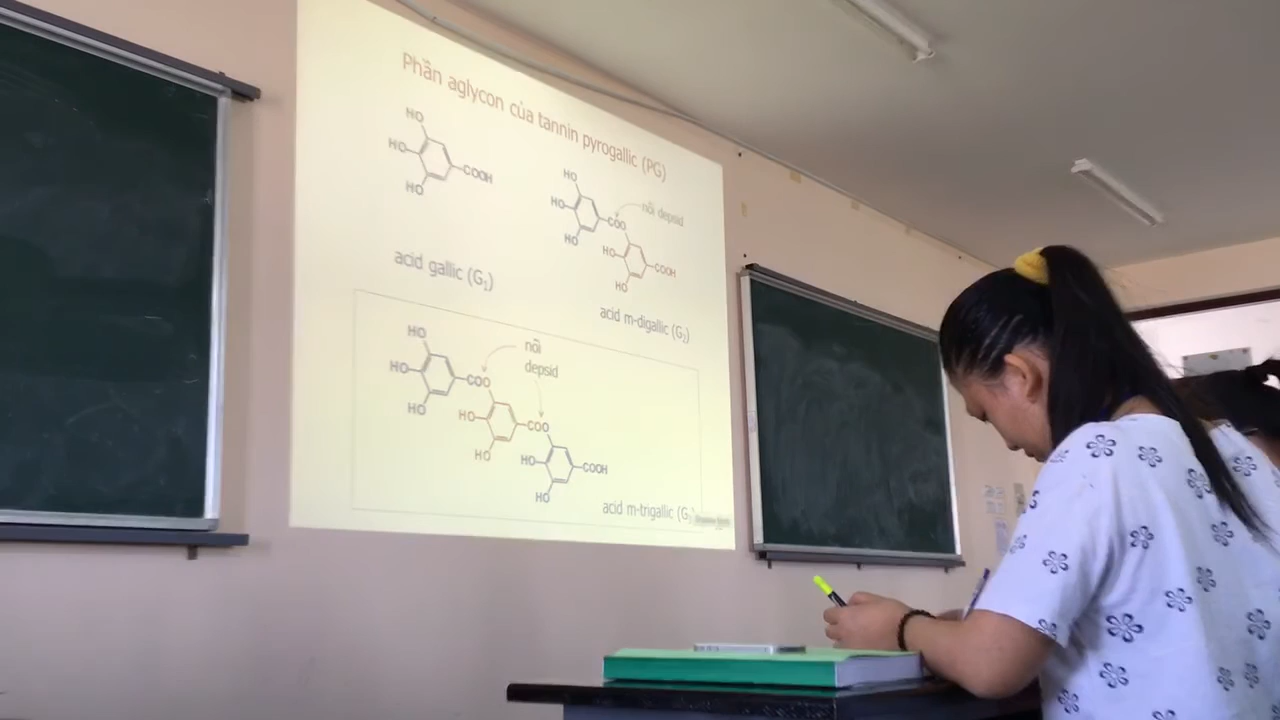 Phần aglycon của tannin pyrogallic (PG)
HO
HO
HO
COOH
acid gallic (G₁)
HO
HO
HO
COO
nối depsid
HO
HO
COOH
acid m-digallic (G₂)
HO
HO
HO
COO
nối
depsid
HO
HO
COO
HO
HO
COOH
acid m-trigallic (G